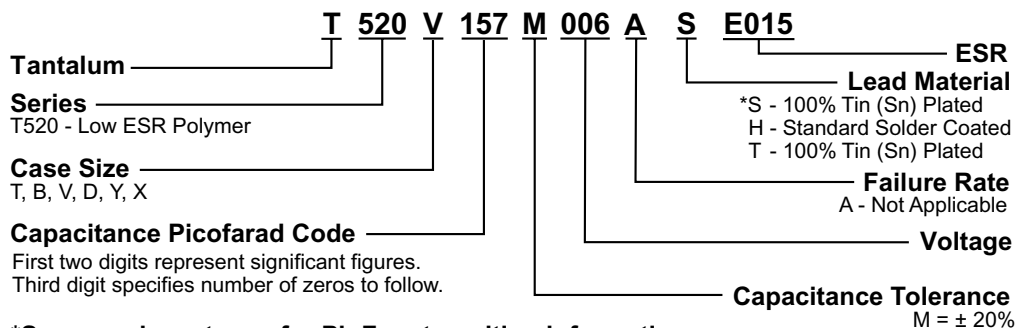 T 520 V 157 M 006 A S E015
Tantalum
Series
T520 - Low ESR Polymer
Case Size
T, B, V, D, Y, X
Capacitance Picofarad Code
First two digits represent significant figures.
Third digit specifies number of zeros to follow.
ESR
Lead Material
*S - 100% Tin (Sn) Plated
H - Standard Solder Coated
T - 100% Tin (Sn) Plated
Failure Rate
A - Not Applicable
Voltage
Capacitance Tolerance
M = ± 20%